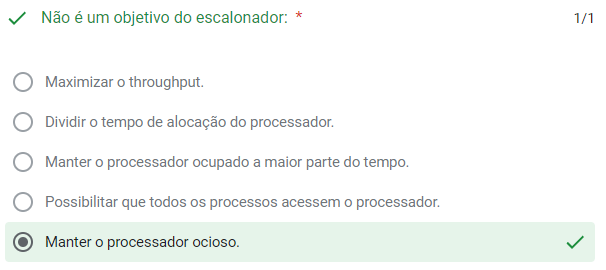 Não é um objetivo do escalonador: *
1/1
Maximizar o throughput.
Dividir o tempo de alocação do processador.
Manter o processador ocupado a maior parte do tempo.
Possibilitar que todos os processos acessem o processador.
Manter o processador ocioso.